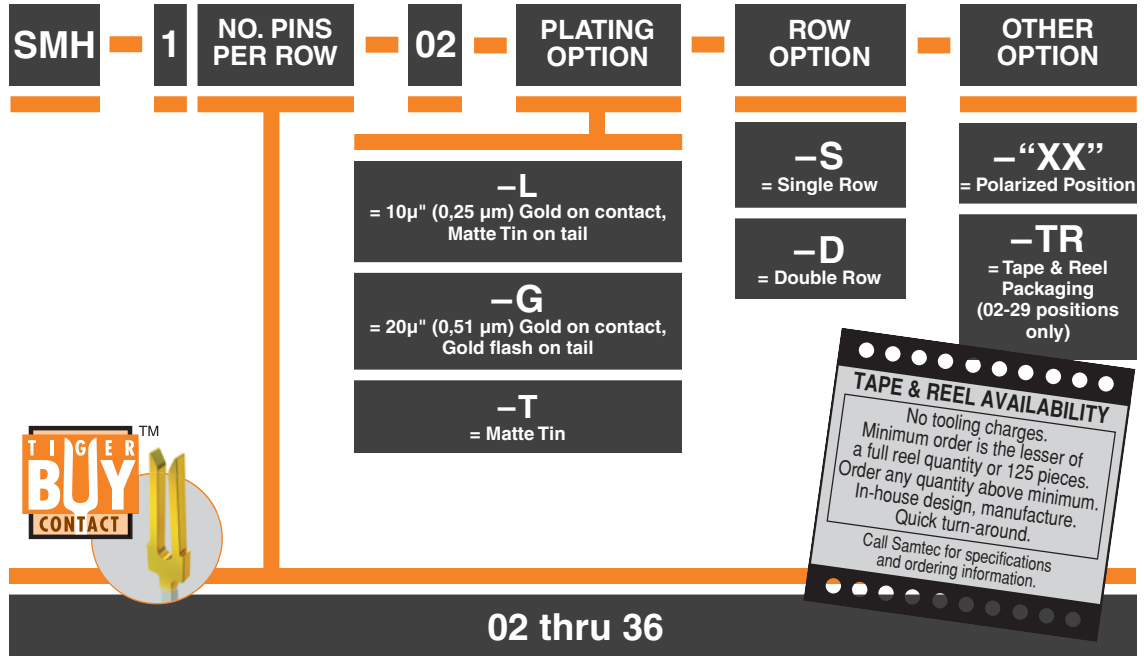 SMH
1
NO. PINS
PER ROW
02
PLATING
OPTION
ROW
OPTION
OTHER
OPTION
–L
= 10µ" (0,25 µm) Gold on contact,
Matte Tin on tail
–G
= 20µ" (0,51 µm) Gold on contact,
Gold flash on tail
–T
= Matte Tin
–S
= Single Row
–D
= Double Row
–“XX”
= Polarized Position
–TR
= Tape & Reel
Packaging
(02-29 positions
only)
TAPE & REEL AVAILABILITY
No tooling charges.
Minimum order is the lesser of
a full reel quantity or 125 pieces.
Order any quantity above minimum.
In-house design, manufacture.
Quick turn-around.
Call Samtec for specifications
and ordering information.
TIGER
BUY
CONTACT
TM
02 thru 36